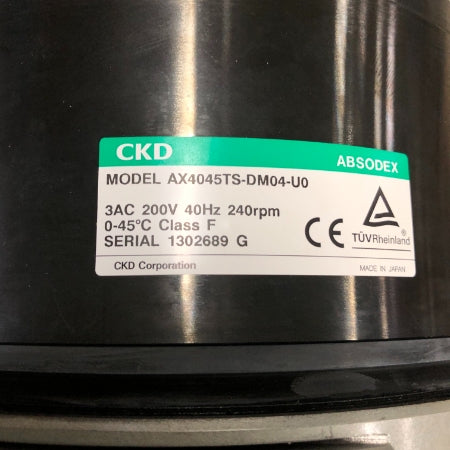 CKD
ABSODEX
MODEL AX4045TS-DM04-U0
3AC 200V 40Hz 240rpm
0-45°C Class F
SERIAL 1302689 G
CE
TÜVRheinland®
CKD Corporation
MADE IN JAPAN